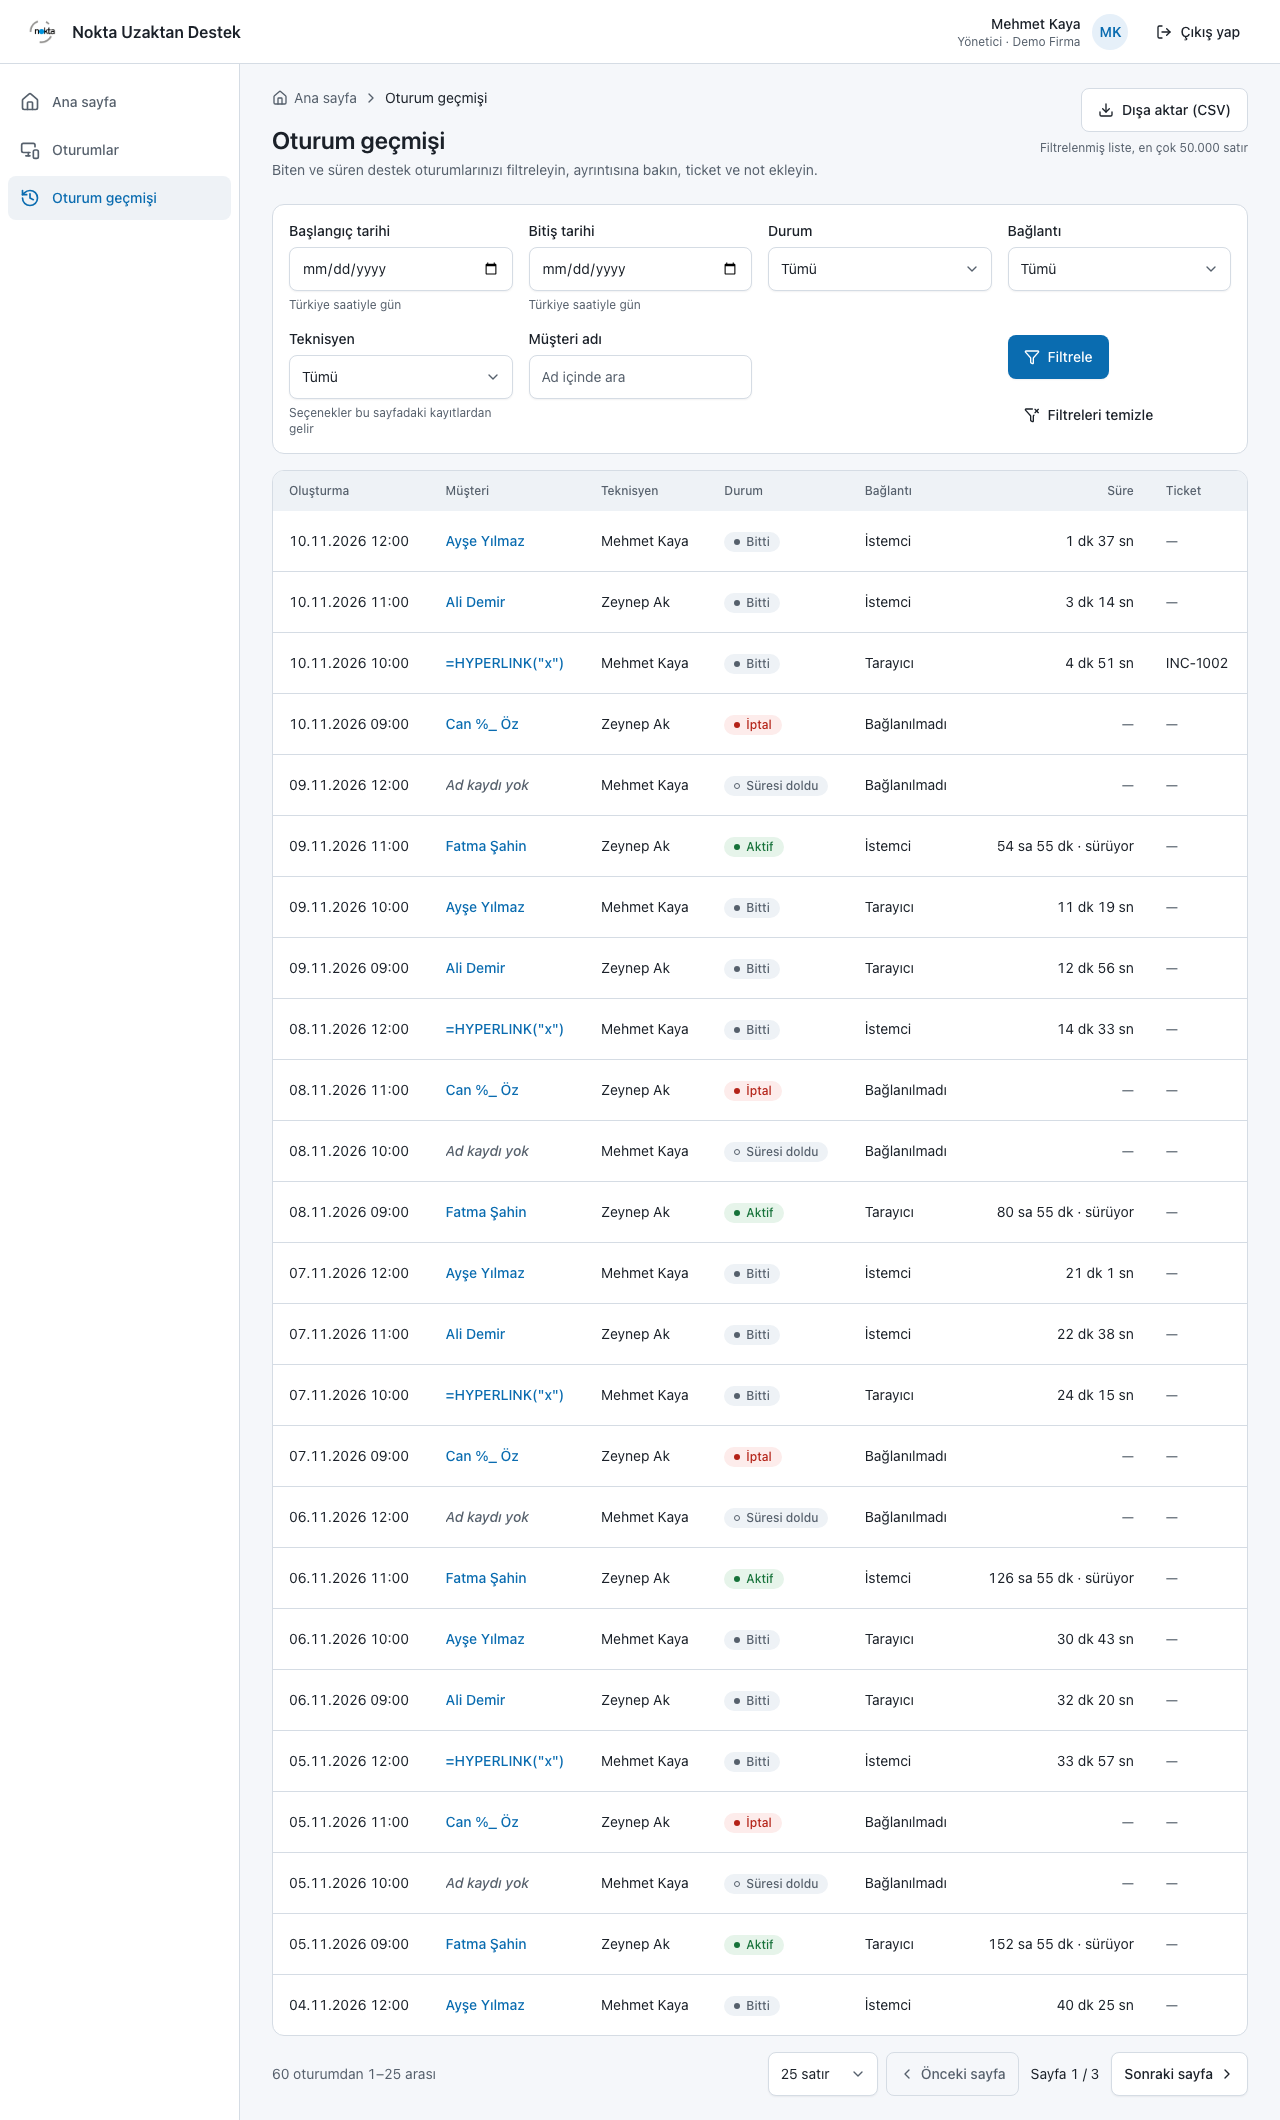 nokta Nokta Uzaktan Destek
Mehmet Kaya
Yönetici · Demo Firma
MK
Çıkış yap
Ana sayfa
Oturumlar
Oturum geçmişi
Ana sayfa > Oturum geçmişi
Oturum geçmişi
Biten ve süren destek oturumlarınızı filtreleyin, ayrıntısına bakın, ticket ve not ekleyin.
Dışa aktar (CSV)
Filtrelenmiş liste, en çok 50.000 satır
Başlangıç tarihi Bitiş tarihi Durum Bağlantı
mm/dd/yyyy mm/dd/yyyy Tümü Tümü
Türkiye saatiyle gün Türkiye saatiyle gün
Teknisyen Müşteri adı
Tümü Ad içinde ara Filtrele
Seçenekler bu sayfadaki kayıtlardan
gelir
Filtreleri temizle
Oluşturma Müşteri Teknisyen Durum Bağlantı Süre Ticket
10.11.2026 12:00 Ayşe Yılmaz Mehmet Kaya Bitti İstemci 1 dk 37 sn —
10.11.2026 11:00 Ali Demir Zeynep Ak Bitti İstemci 3 dk 14 sn —
10.11.2026 10:00 =HYPERLINK("x") Mehmet Kaya Bitti Tarayıcı 4 dk 51 sn INC-1002
10.11.2026 09:00 Can %_ Öz Zeynep Ak İptal Bağlanılmadı — —
09.11.2026 12:00 Ad kaydı yok Mehmet Kaya Süresi doldu Bağlanılmadı — —
09.11.2026 11:00 Fatma Şahin Zeynep Ak Aktif İstemci 54 sa 55 dk · sürüyor —
09.11.2026 10:00 Ayşe Yılmaz Mehmet Kaya Bitti Tarayıcı 11 dk 19 sn —
09.11.2026 09:00 Ali Demir Zeynep Ak Bitti Tarayıcı 12 dk 56 sn —
08.11.2026 12:00 =HYPERLINK("x") Mehmet Kaya Bitti İstemci 14 dk 33 sn —
08.11.2026 11:00 Can %_ Öz Zeynep Ak İptal Bağlanılmadı — —
08.11.2026 10:00 Ad kaydı yok Mehmet Kaya Süresi doldu Bağlanılmadı — —
08.11.2026 09:00 Fatma Şahin Zeynep Ak Aktif Tarayıcı 80 sa 55 dk · sürüyor —
07.11.2026 12:00 Ayşe Yılmaz Mehmet Kaya Bitti İstemci 21 dk 1 sn —
07.11.2026 11:00 Ali Demir Zeynep Ak Bitti İstemci 22 dk 38 sn —
07.11.2026 10:00 =HYPERLINK("x") Mehmet Kaya Bitti Tarayıcı 24 dk 15 sn —
07.11.2026 09:00 Can %_ Öz Zeynep Ak İptal Bağlanılmadı — —
06.11.2026 12:00 Ad kaydı yok Mehmet Kaya Süresi doldu Bağlanılmadı — —
06.11.2026 11:00 Fatma Şahin Zeynep Ak Aktif İstemci 126 sa 55 dk · sürüyor —
06.11.2026 10:00 Ayşe Yılmaz Mehmet Kaya Bitti Tarayıcı 30 dk 43 sn —
06.11.2026 09:00 Ali Demir Zeynep Ak Bitti Tarayıcı 32 dk 20 sn —
05.11.2026 12:00 =HYPERLINK("x") Mehmet Kaya Bitti İstemci 33 dk 57 sn —
05.11.2026 11:00 Can %_ Öz Zeynep Ak İptal Bağlanılmadı — —
05.11.2026 10:00 Ad kaydı yok Mehmet Kaya Süresi doldu Bağlanılmadı — —
05.11.2026 09:00 Fatma Şahin Zeynep Ak Aktif Tarayıcı 152 sa 55 dk · sürüyor —
04.11.2026 12:00 Ayşe Yılmaz Mehmet Kaya Bitti İstemci 40 dk 25 sn —
60 oturumdan 1–25 arası 25 satır Önceki sayfa Sayfa 1 / 3 Sonraki sayfa